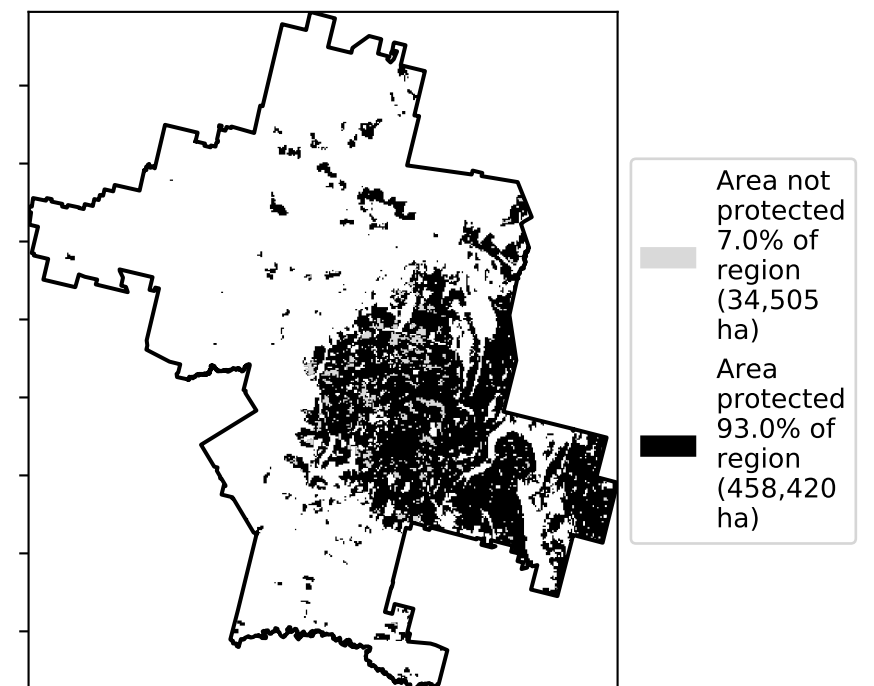 Area not
protected
7.0% of
region
(34,505
ha)
Area
protected
93.0% of
region
(458,420
ha)